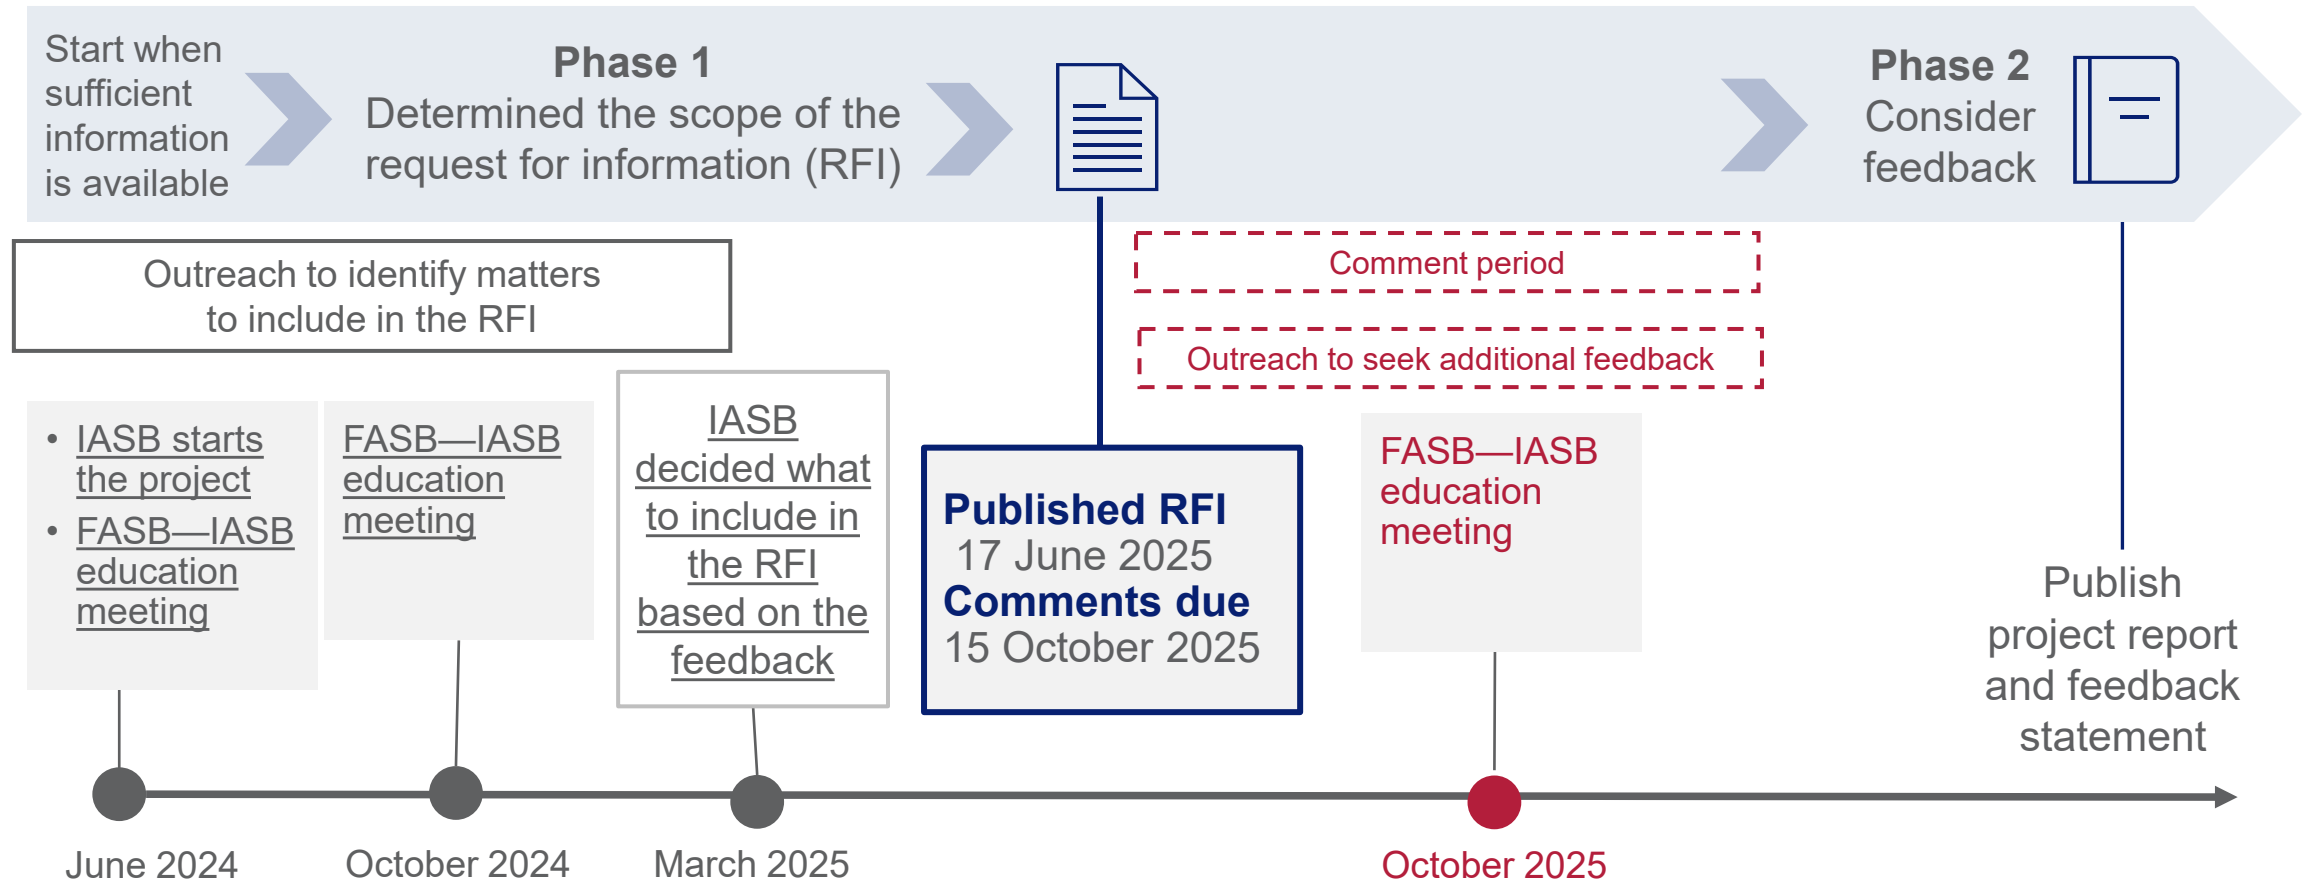 Start when
sufficient
information
is available
Phase 1
Determined the scope of the
request for information (RFI)
Phase 2
Consider
feedback
Outreach to identify matters
to include in the RFI
Comment period
Outreach to seek additional feedback
• IASB starts
the project
• FASB—IASB
education
meeting
FASB—IASB
education
meeting
IASB
decided what
to include in
the RFI
based on the
feedback
Published RFI
17 June 2025
Comments due
15 October 2025
FASB—IASB
education
meeting
Publish
project report
and feedback
statement
June 2024
October 2024
March 2025
October 2025